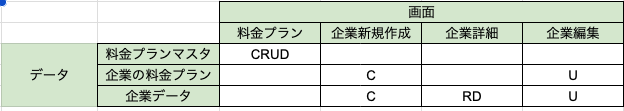 画面
料金プラン 企業新規作成 企業詳細 企業編集
データ 料金プランマスタ CRUD
企業の料金プラン C U
企業データ C RD U